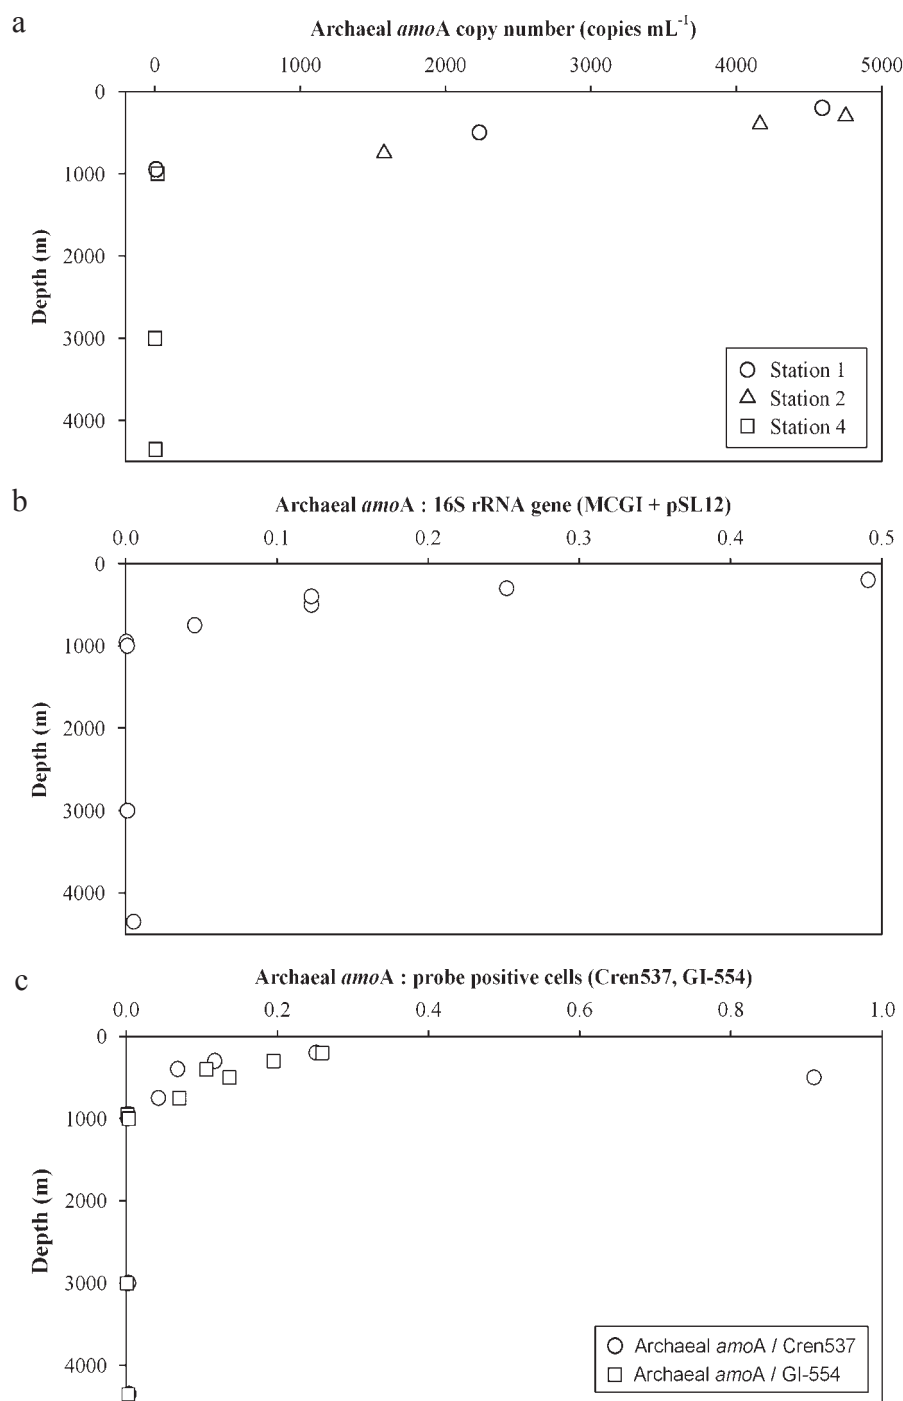 a
Archaeal amoA copy number (copies mL-1)
0 1000 2000 3000 4000 5000
0
1000
2000
3000
4000
Depth (m)
Station 1
Station 2
Station 4
b
Archaeal amoA : 16S rRNA gene (MCGI + pSL12)
0.0 0.1 0.2 0.3 0.4 0.5
0
1000
2000
3000
4000
Depth (m)
c
Archaeal amoA : probe positive cells (Cren537, GI-554)
0.0 0.2 0.4 0.6 0.8 1.0
0
1000
2000
3000
4000
Depth (m)
Archaeal amoA / Cren537
Archaeal amoA / GI-554